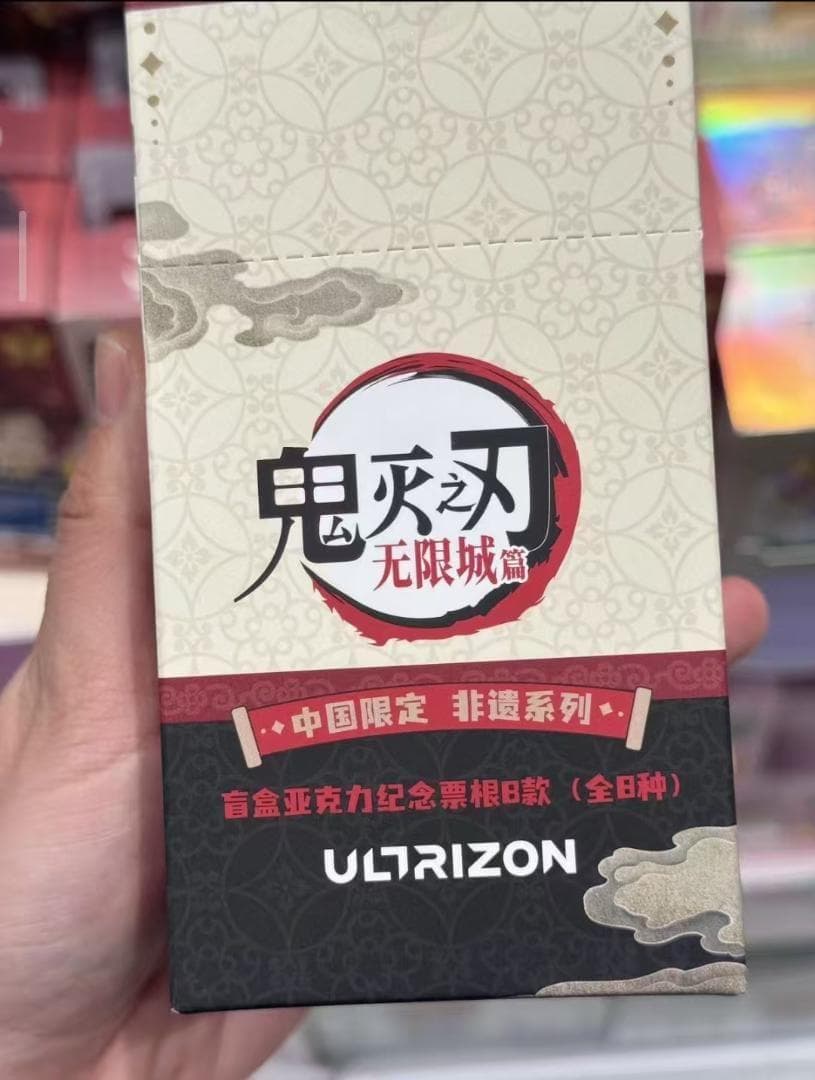 鬼灭之刃
无限城篇
中国限定 非遗系列
盲盒亚克力纪念票根B款（全8种）
ULTRIZON